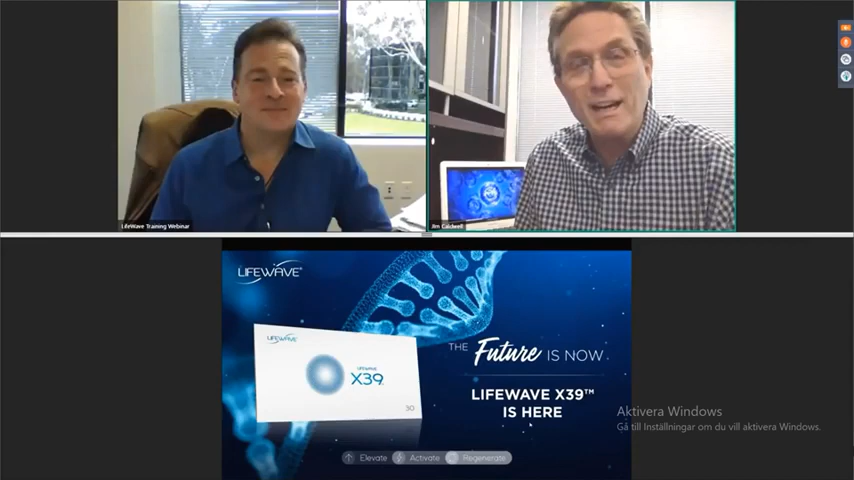 LifeWave Training Webinar
Jim Caldwell
LIFEWAVE®
LIFEWAVE
LIFEWAVE
X39
30
THE Future IS NOW
LIFEWAVE X39™
IS HERE
Aktivera Windows
Gå till Inställningar om du vill aktivera Windows.
Elevate Activate Regenerate